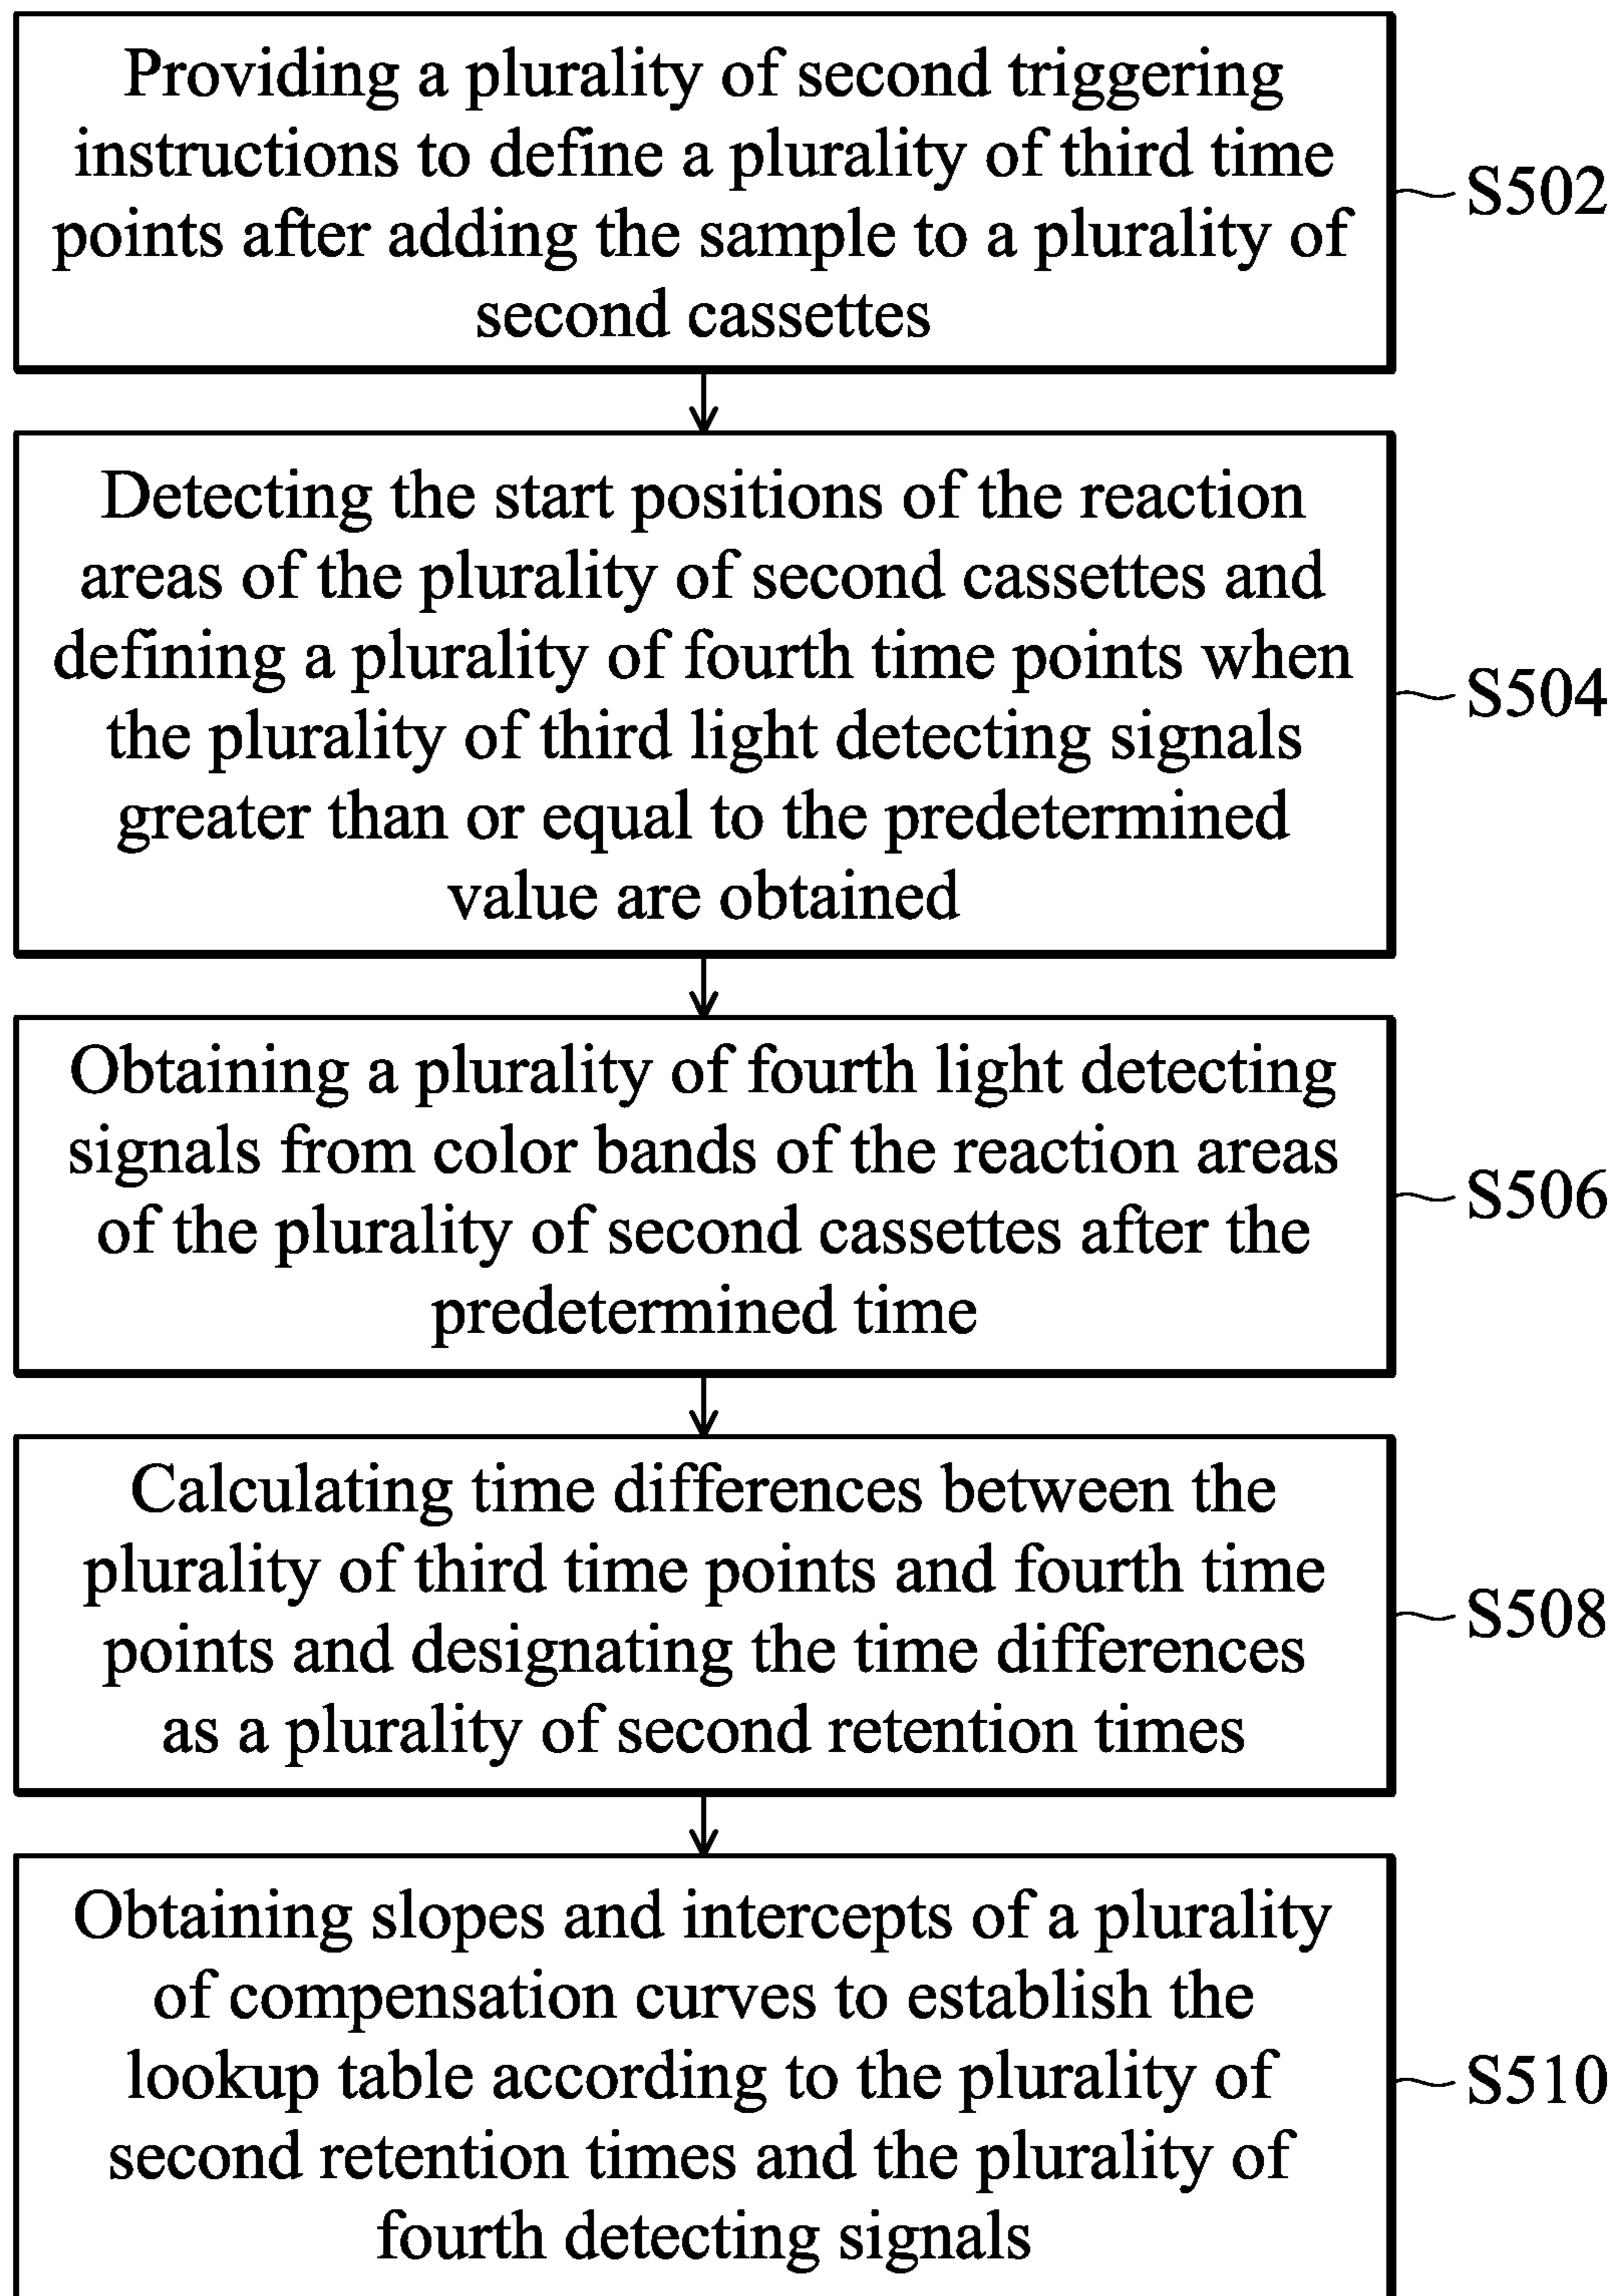 Providing a plurality of second triggering
instructions to define a plurality of third time
points after adding the sample to a plurality of
second cassettes
S502
Detecting the start positions of the reaction
areas of the plurality of second cassettes and
defining a plurality of fourth time points when
the plurality of third light detecting signals
greater than or equal to the predetermined
value are obtained
S504
Obtaining a plurality of fourth light detecting
signals from color bands of the reaction areas
of the plurality of second cassettes after the
predetermined time
S506
Calculating time differences between the
plurality of third time points and fourth time
points and designating the time differences
as a plurality of second retention times
S508
Obtaining slopes and intercepts of a plurality
of compensation curves to establish the
lookup table according to the plurality of
second retention times and the plurality of
fourth detecting signals
S510